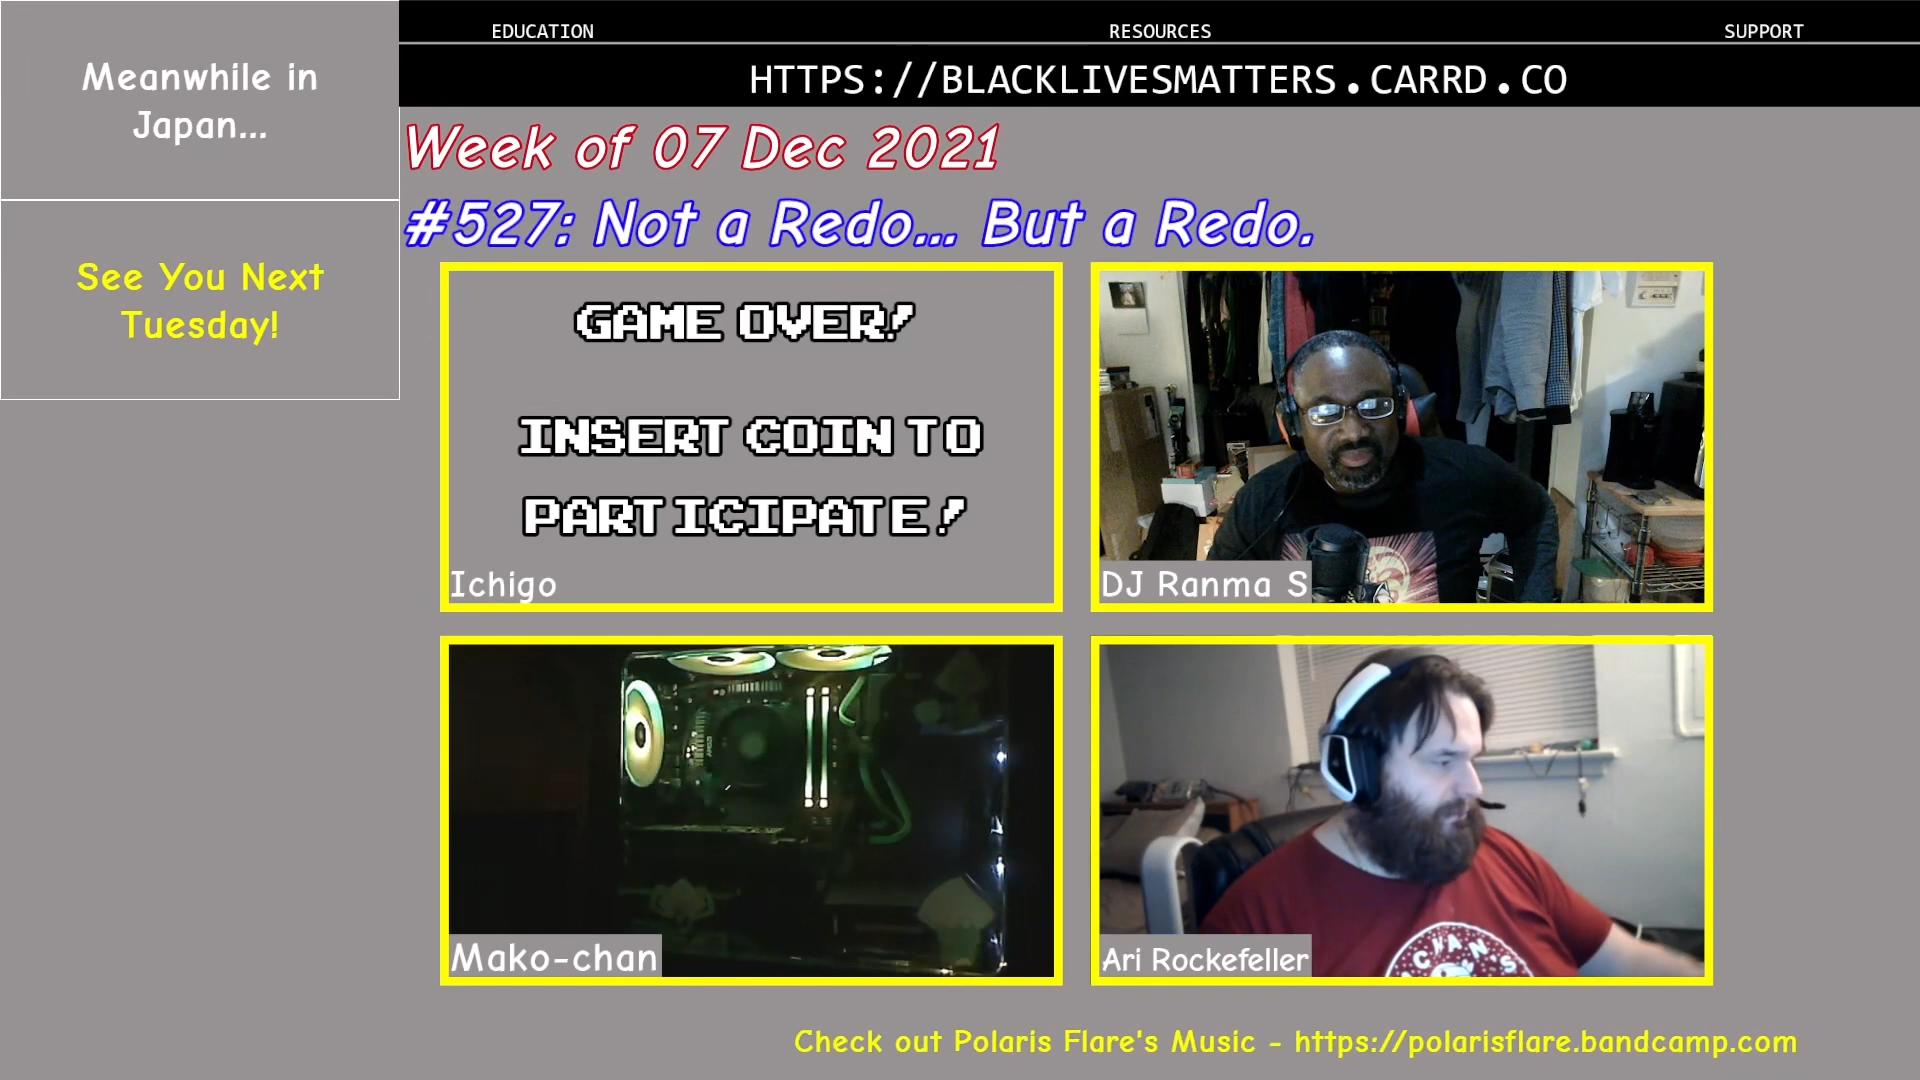 Meanwhile in
Japan...
See You Next
Tuesday!
EDUCATION
RESOURCES
SUPPORT
HTTPS://BLACKLIVESMATTERS.CARRD.CO
Week of 07 Dec 2021
#527: Not a Redo... But a Redo.
GAME OVER!
INSERT COIN TO
PARTICIPATE!
Ichigo
DJ Ranma S
Mako-chan
Ari Rockefeller
Check out Polaris Flare's Music - https://polarisflare.bandcamp.com